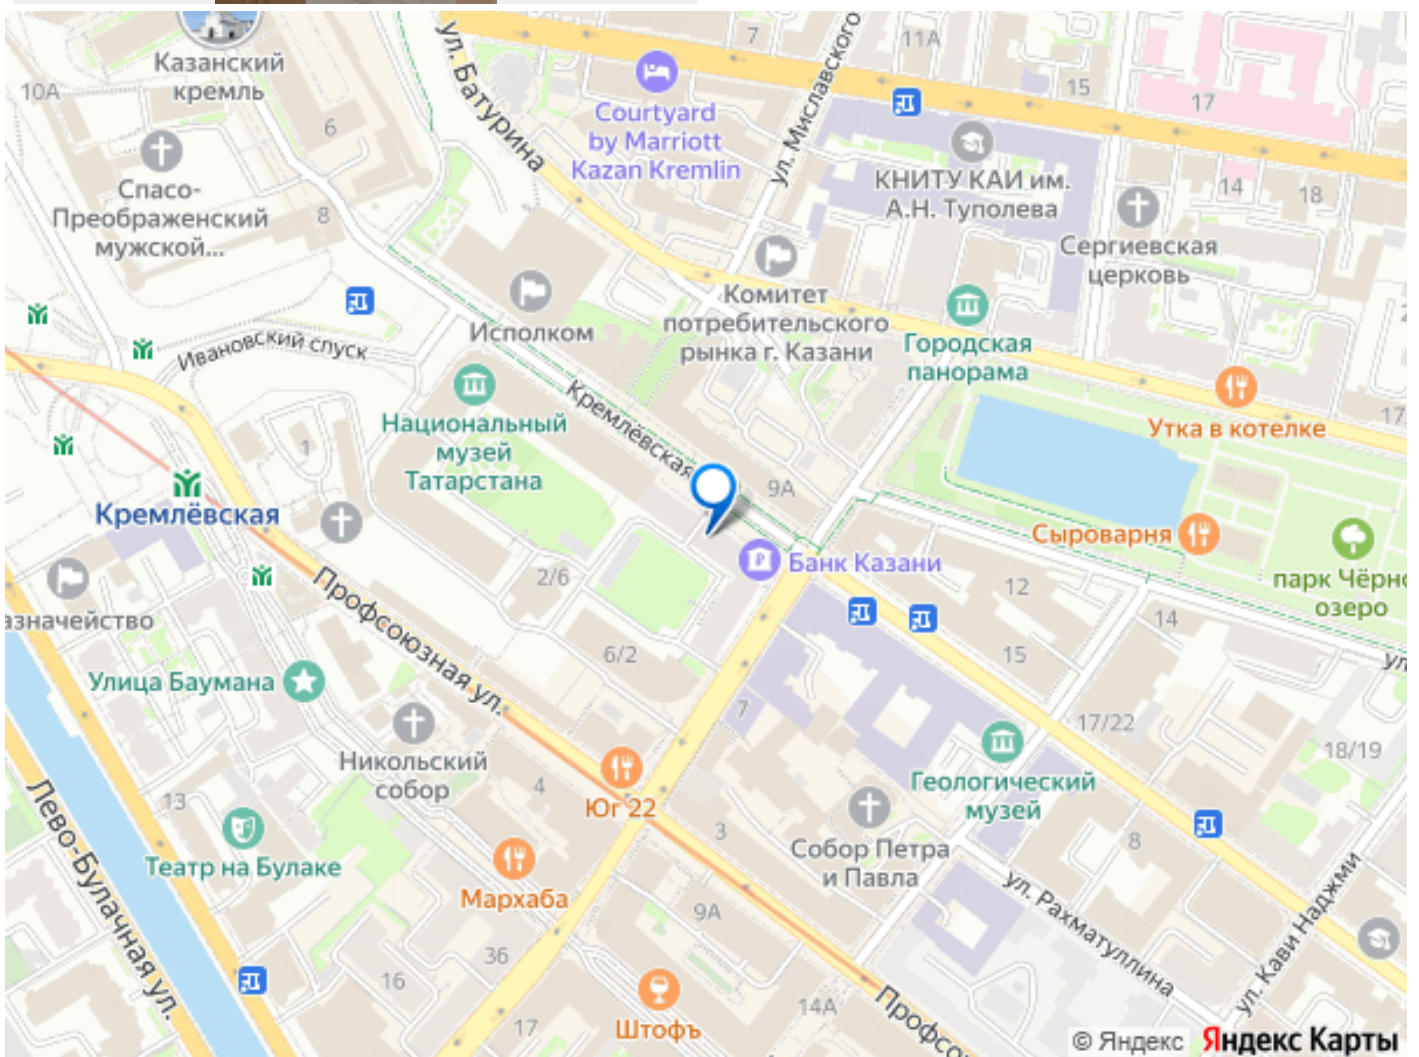 7
11А
Казанский
кремль
10А
6
ул. Батурина
Courtyard
by Marriott
Kazan Kremlin
ул. Миславского
15
17
КНИТУ КАИ им.
А.Н. Туполева
14
18
Спасо-
Преображенский
мужской...
8
Сергиевская
церковь
Исполком
Комитет
потребительского
рынка г. Казани
Городская
панорама
Ивановский спуск
Национальный
музей
Татарстана
Кремлёвская
Утка в котелке
17
1
9А
Кремлёвская
Сыроварня
Банк Казани
парк Чёрно
озеро
2/6
12
азначейство
Профсоюзная ул.
14
6/2
15
ул
Улица Баумана
7
17/22
18/19
Никольский
собор
Геологический
музей
4
13
Юг 22
3
8
Театр на Булаке
Собор Петра
и Павла
Лево-Булачная ул.
Мархаба
9А
ул. Рахматуллина
ул. Кави Наджми
36
16
14А
Профсо
17
Штофъ
© Яндекс Яндекс Карты